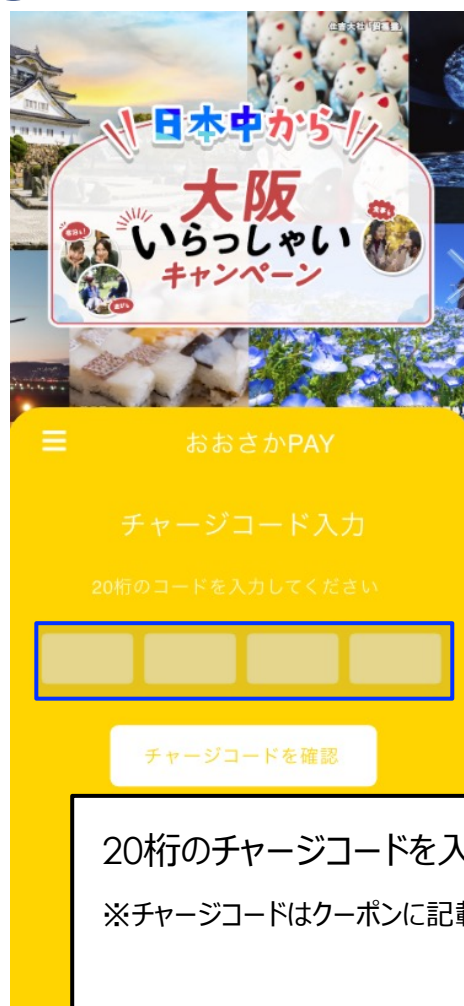 日本中から
大阪
いらっしゃい
キャンペーン
おおさかPAY
チャージコード入力
20桁のコードを入力してください
チャージコードを確認
20桁のチャージコードを入
※チャージコードはクーポンに記載